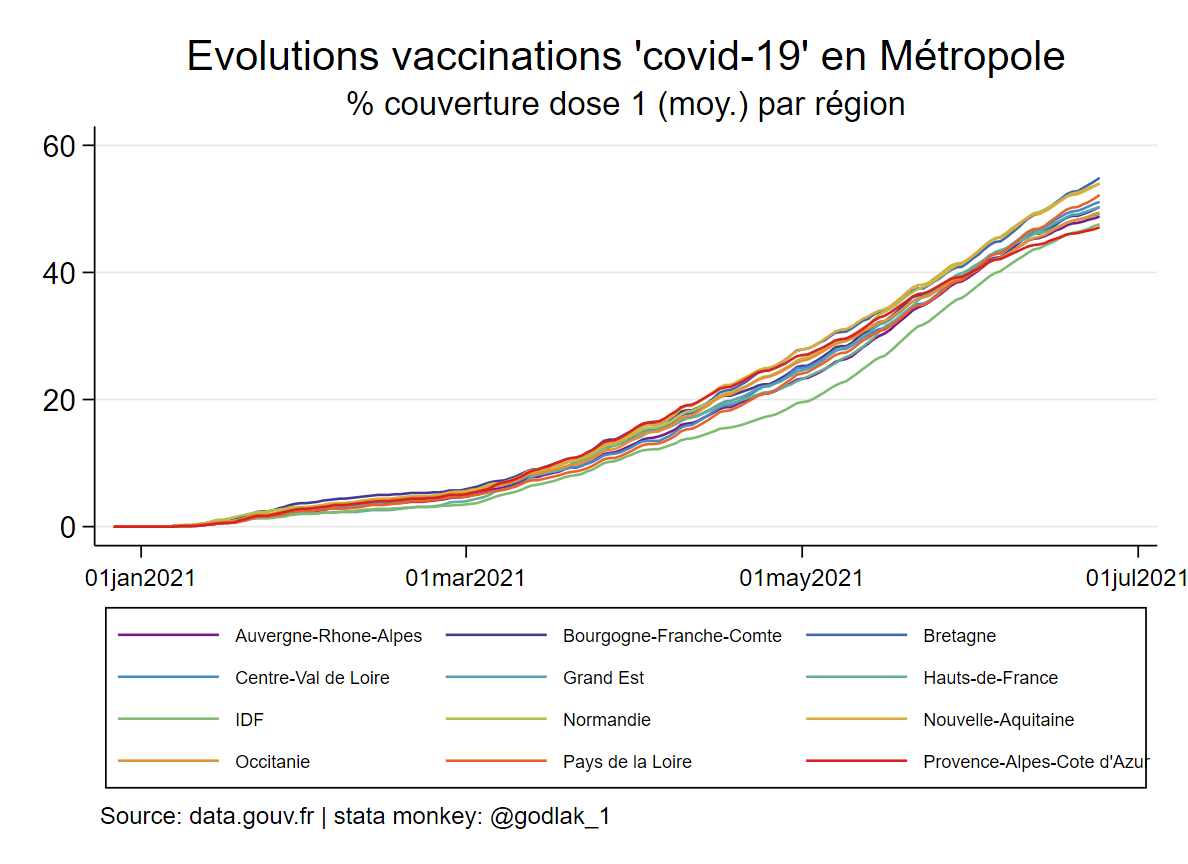 Evolutions vaccinations 'covid-19' en Métropole
% couverture dose 1 (moy.) par région
60
40
20
0
01jan2021 01mar2021 01may2021 01jul2021
Auvergne-Rhone-Alpes Bourgogne-Franche-Comte Bretagne
Centre-Val de Loire Grand Est Hauts-de-France
IDF Normandie Nouvelle-Aquitaine
Occitanie Pays de la Loire Provence-Alpes-Cote d'Azur
Source: data.gouv.fr | stata monkey: @godlak_1